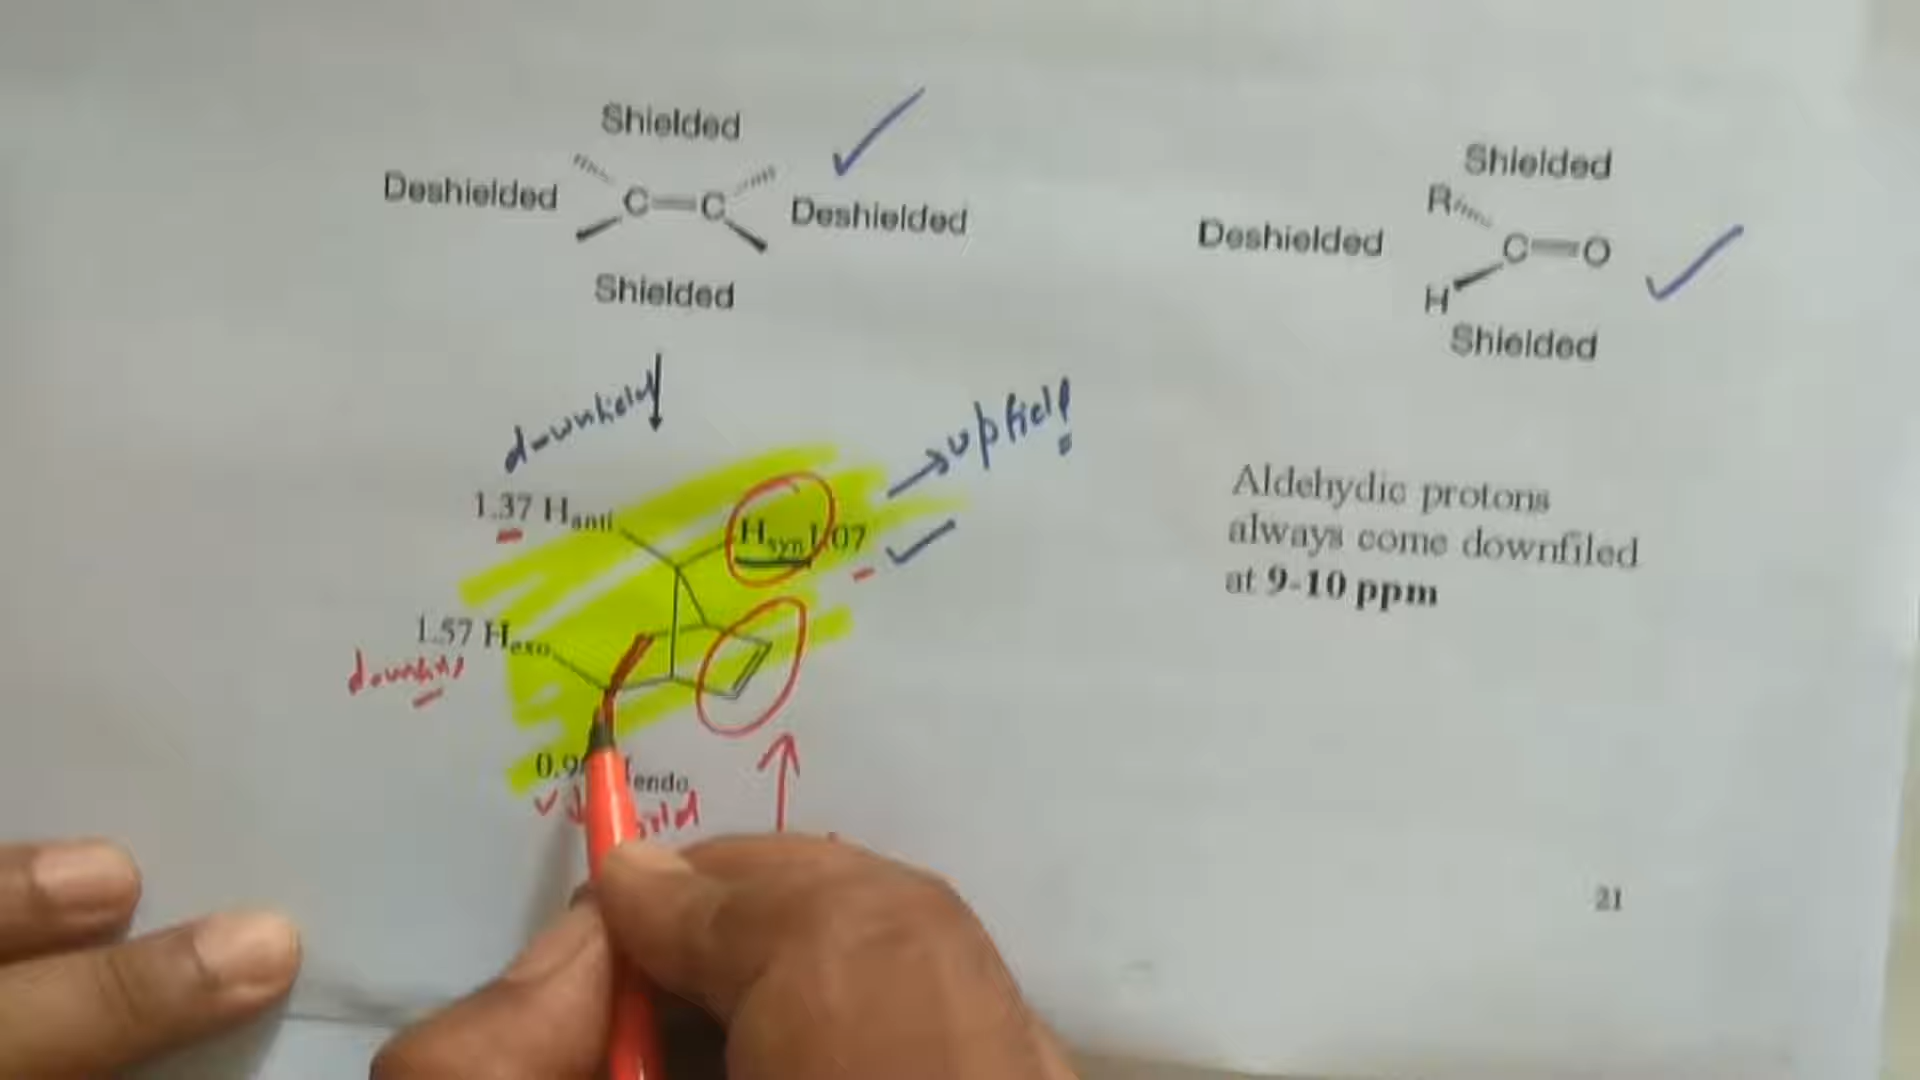 Shielded
Deshielded
C=C
Deshielded
Shielded
Shielded
R
Deshielded
C=O
H
Shielded
downfield
upfield
1.37 Hanti
Hsyn 1.07
1.57 Hexo
endo
Aldehydic protons
always come downfiled
at 9-10 ppm
21